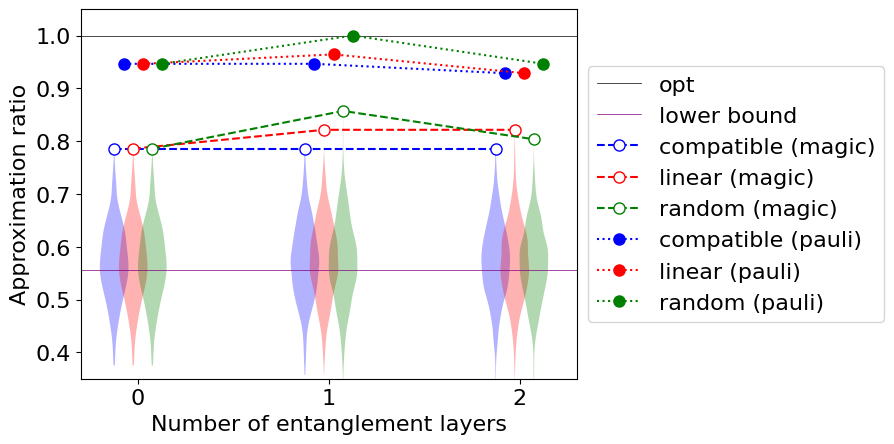 Approximation ratio
1.0
0.9
0.8
0.7
0.6
0.5
0.4
0
1
2
Number of entanglement layers
opt
lower bound
compatible (magic)
linear (magic)
random (magic)
compatible (pauli)
linear (pauli)
random (pauli)